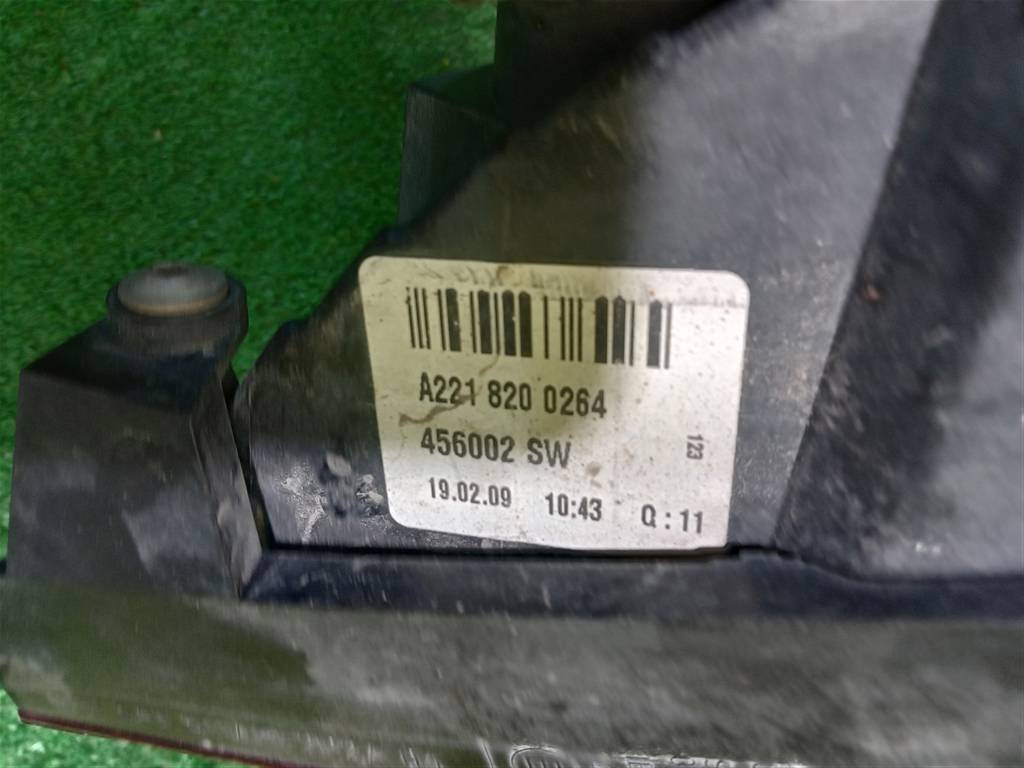 A221 820 0264
456002 SW
123
19.02.09 10:43 Q : 11